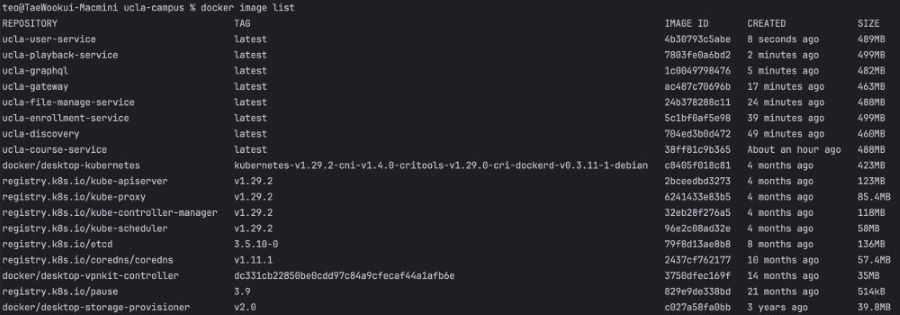 teo@TaeWookui-Macmini ucla-campus % docker image list
REPOSITORY TAG IMAGE ID CREATED SIZE
ucla-user-service latest 4b30793c5abe 8 seconds ago 489MB
ucla-playback-service latest 7803fe0a6bd2 2 minutes ago 499MB
ucla-graphql latest 1c0049798476 5 minutes ago 482MB
ucla-gateway latest ac487c70696b 17 minutes ago 463MB
ucla-file-manage-service latest 24b378288c11 24 minutes ago 488MB
ucla-enrollment-service latest 5c1bf0af5e98 39 minutes ago 499MB
ucla-discovery latest 704ed3b0d472 49 minutes ago 460MB
ucla-course-service latest 38ff81c9b365 About an hour ago 488MB
docker/desktop-kubernetes kubernetes-v1.29.2-cni-v1.4.0-critools-v1.29.0-cri-dockerd-v0.3.11-1-debian c8405f018c81 4 months ago 423MB
registry.k8s.io/kube-apiserver v1.29.2 2bceedbd3273 4 months ago 123MB
registry.k8s.io/kube-proxy v1.29.2 6241433e83b5 4 months ago 85.4MB
registry.k8s.io/kube-controller-manager v1.29.2 32eb28f276a5 4 months ago 118MB
registry.k8s.io/kube-scheduler v1.29.2 96e2c08ad32e 4 months ago 58MB
registry.k8s.io/etcd 3.5.10-0 79f8d13ae8b8 8 months ago 136MB
registry.k8s.io/coredns/coredns v1.11.1 2437cf762177 10 months ago 57.4MB
docker/desktop-vpnkit-controller dc331cb22850be0cdd97c84a9cfecaf44a1afb6e 3750dfec169f 14 months ago 35MB
registry.k8s.io/pause 3.9 829e9de338bd 21 months ago 514kB
docker/desktop-storage-provisioner v2.0 c027a58fa0bb 3 years ago 39.8MB